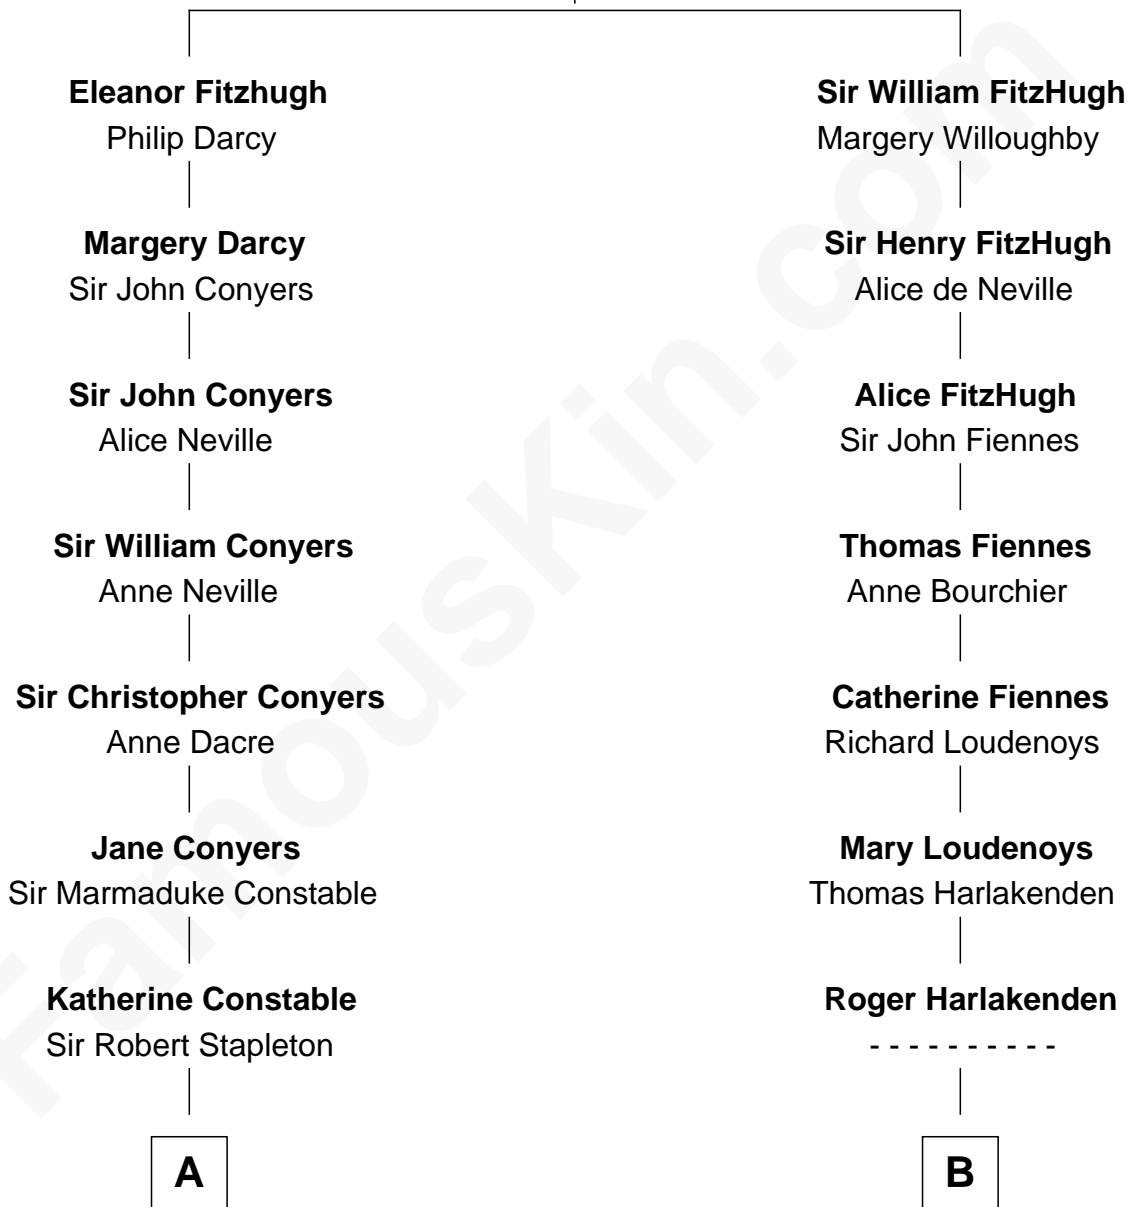 Eleanor Fitzhugh
Philip Darcy
Margery Darcy
Sir John Conyers
Sir John Conyers
Alice Neville
Sir William Conyers
Anne Neville
Sir Christopher Conyers
Anne Dacre
Jane Conyers
Sir Marmaduke Constable
Katherine Constable
Sir Robert Stapleton
A
Sir William FitzHugh
Margery Willoughby
Sir Henry FitzHugh
Alice de Neville
Alice FitzHugh
Sir John Fiennes
Thomas Fiennes
Anne Bourchier
Catherine Fiennes
Richard Loudenoys
Mary Loudenoys
Thomas Harlakenden
Roger Harlakenden
- - - - - - - - - -
B
FamousKin.com